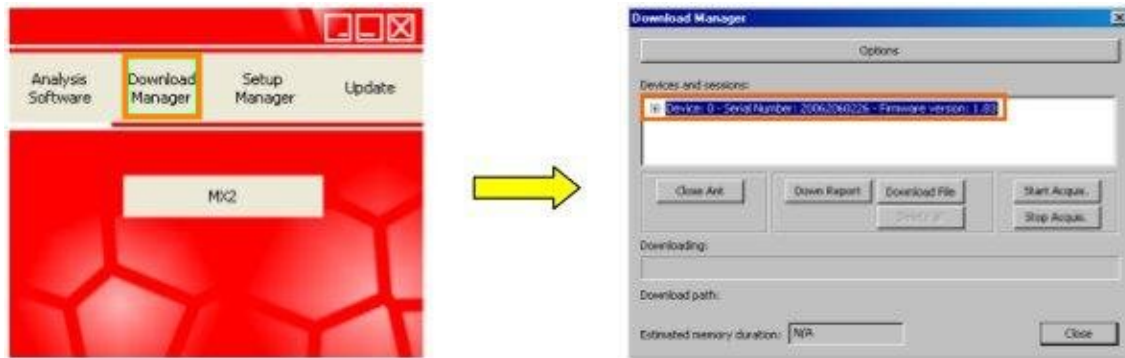 Analysis Software
Download Manager
Setup Manager
Update
MX2
Download Manager
Options
Devices and sessions:
Device: 0 - Serial Number: 20062060226 - Firmware version: 1.83
Close Ant
Down Report
Download File
Start Acquis.
Stop Acquis.
Downloading:
Download path:
Estimated memory duration: N/A
Close